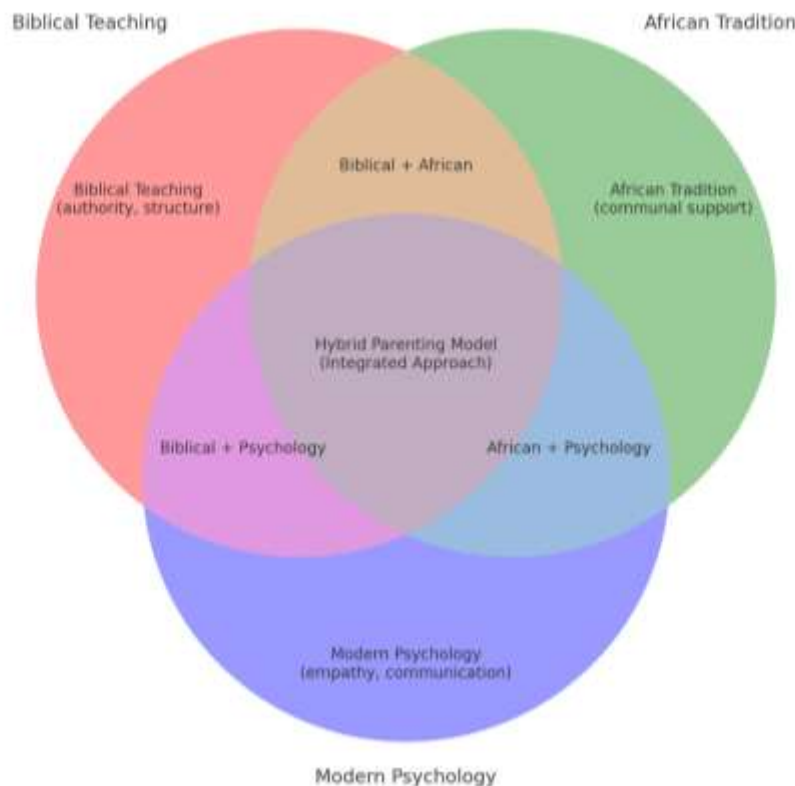 Biblical Teaching
African Tradition
Biblical + African
Biblical Teaching
(authority, structure)
African Tradition
(communal support)
Hybrid Parenting Model
(Integrated Approach)
Biblical + Psychology
African + Psychology
Modern Psychology
(empathy, communication)
Modern Psychology